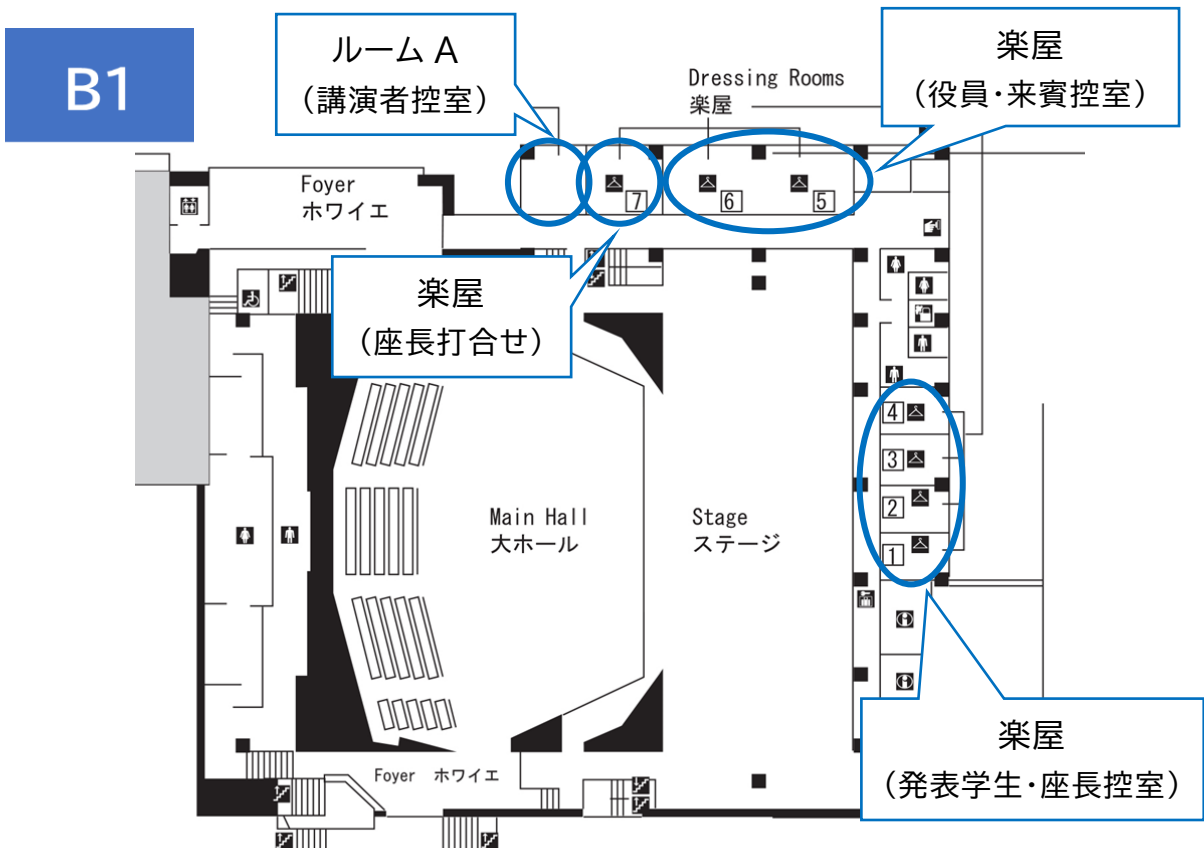 B1
ルーム A
（講演者控室）
Dressing Rooms
楽屋
楽屋
（役員・来賓控室）
Foyer
ホワイエ
7
6
5
楽屋
（座長打合せ）
4
3
2
1
Main Hall
大ホール
Stage
ステージ
楽屋
（発表学生・座長控室）
Foyer ホワイエ